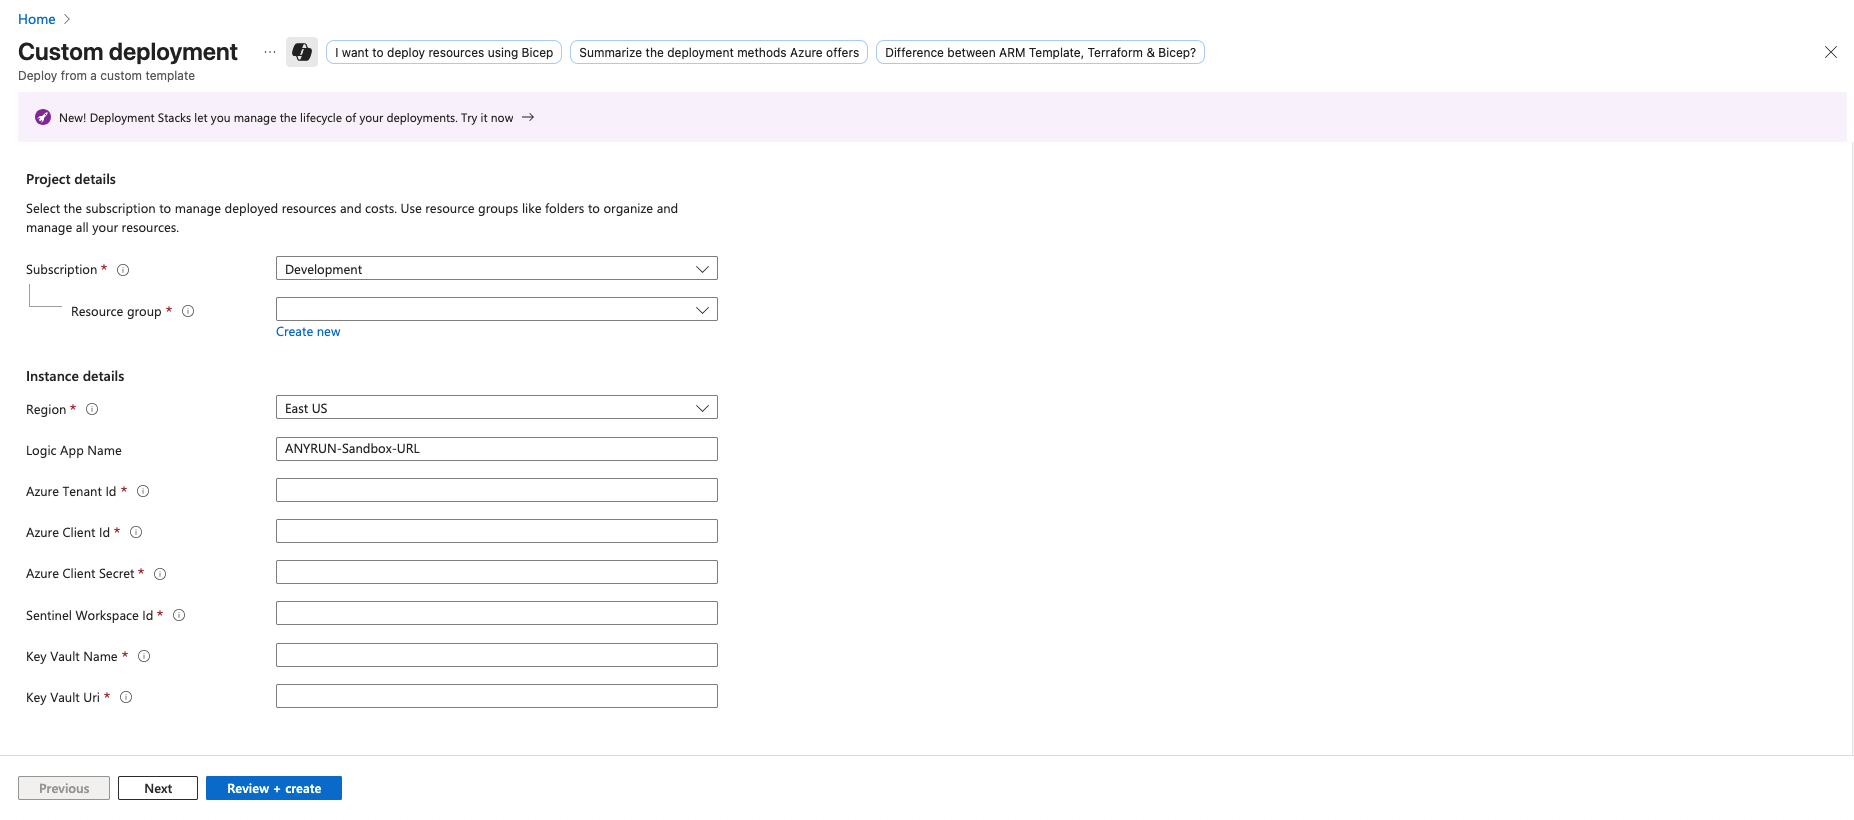 Home
Custom deployment
I want to deploy resources using Bicep
Summarize the deployment methods Azure offers
Difference between ARM Template, Terraform & Bicep?
Deploy from a custom template
New! Deployment Stacks let you manage the lifecycle of your deployments. Try it now →
Project details
Select the subscription to manage deployed resources and costs. Use resource groups like folders to organize and
manage all your resources.
Subscription *
Development
Resource group *
Create new
Instance details
Region *
East US
Logic App Name
ANYRUN-Sandbox-URL
Azure Tenant Id *
Azure Client Id *
Azure Client Secret *
Sentinel Workspace Id *
Key Vault Name *
Key Vault Uri *
Previous
Next
Review + create